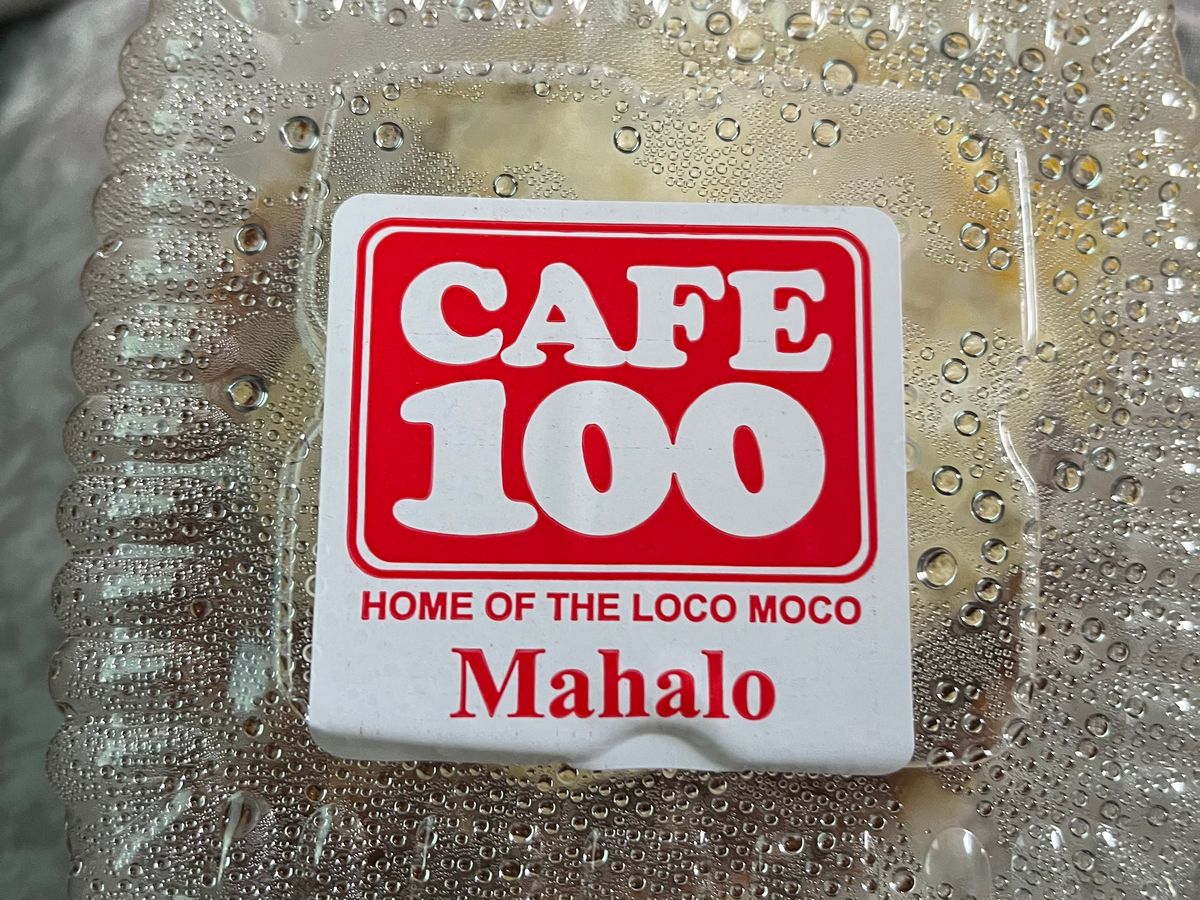 CAFE
100
HOME OF THE LOCO MOCO
Mahalo